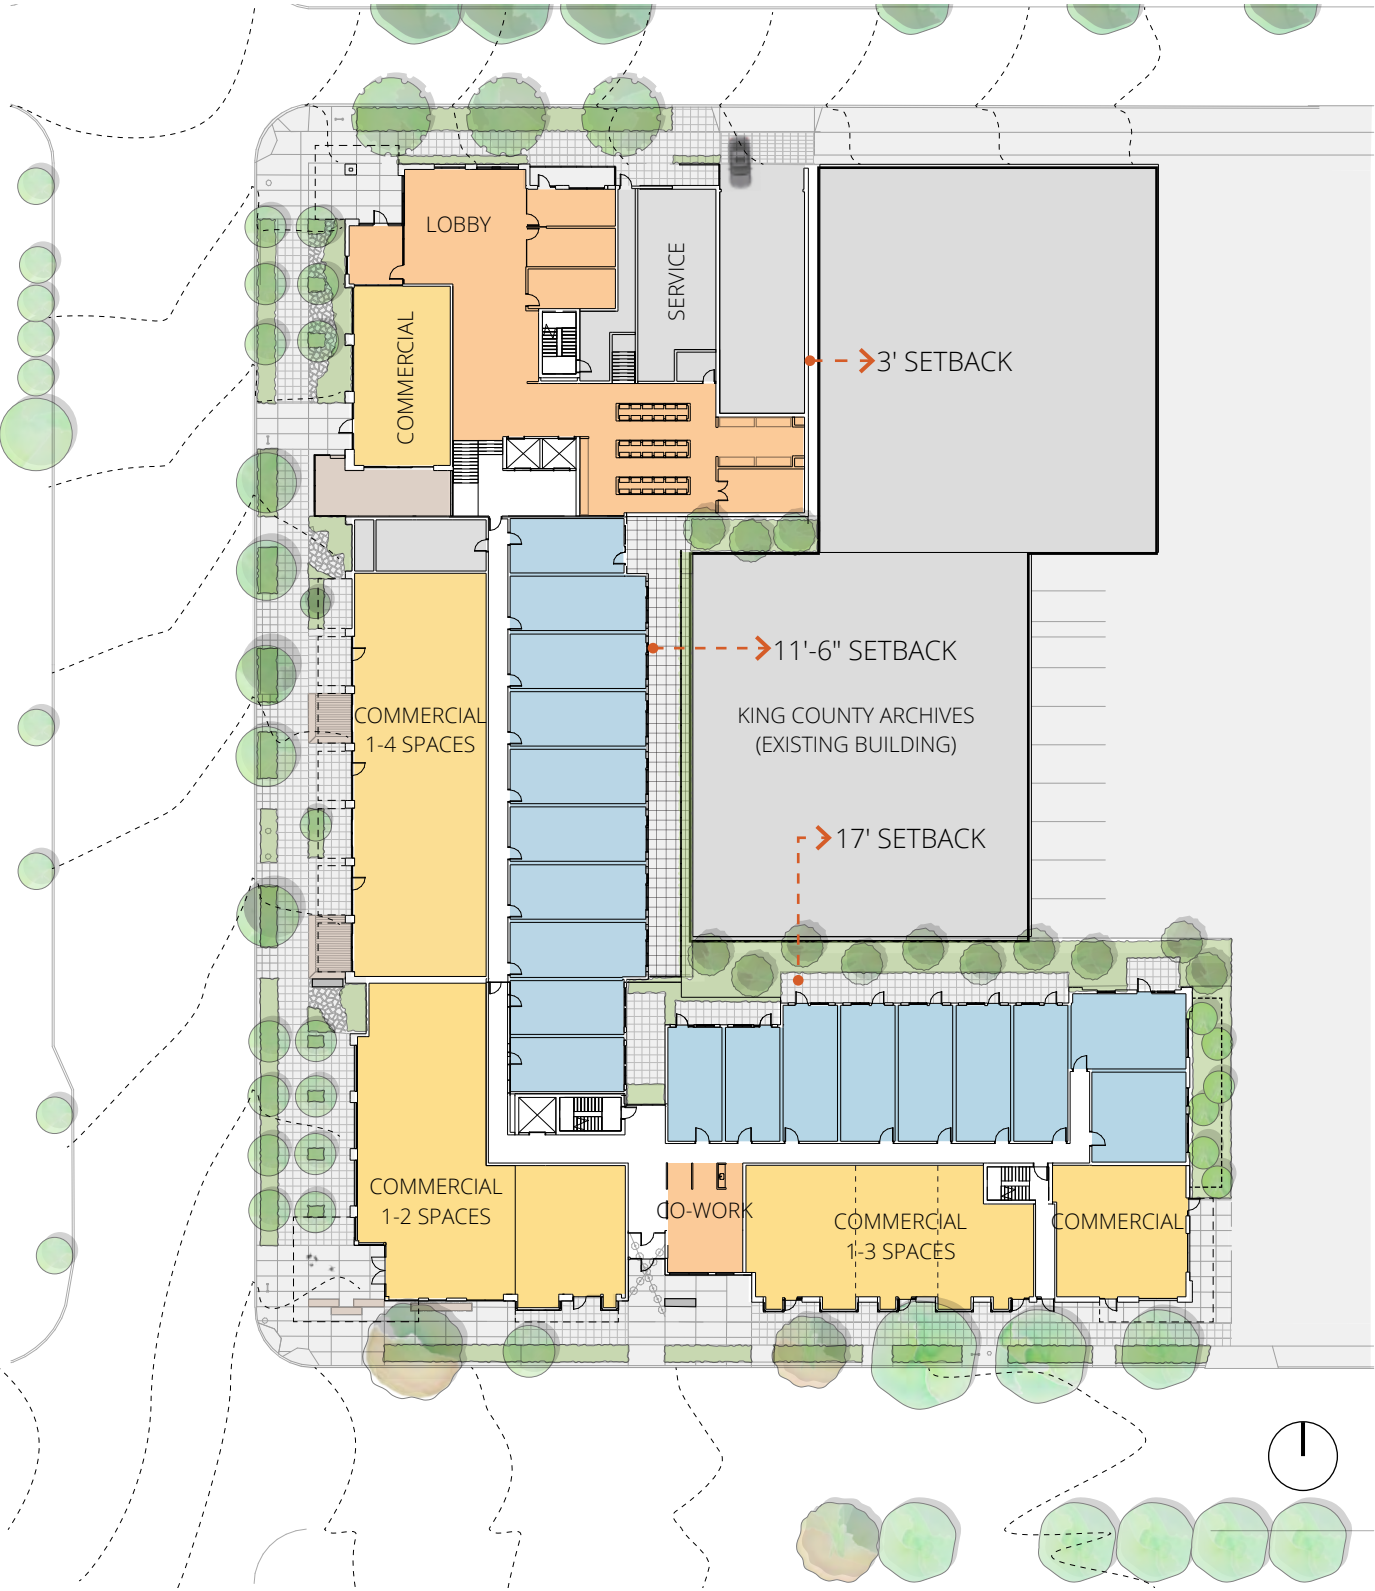 LOBBY
SERVICE
COMMERCIAL
3' SETBACK
11'-6" SETBACK
COMMERCIAL
1-4 SPACES
KING COUNTY ARCHIVES
(EXISTING BUILDING)
17' SETBACK
COMMERCIAL
1-2 SPACES
CO-WORK
COMMERCIAL
1-3 SPACES
COMMERCIAL